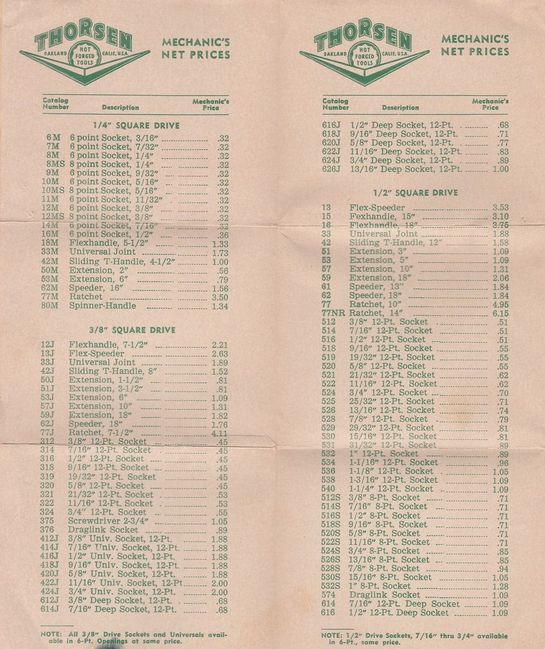 THORSEN
OAKLAND HOT FORGED TOOLS CALIF., U.S.A.
MECHANIC'S
NET PRICES
Catalog Number Description Mechanic's Price
1/4" SQUARE DRIVE
6M 6 point Socket, 3/16" .32
7M 6 point Socket, 7/32" .32
8M 6 point Socket, 1/4" .32
8MS 8 point Socket, 1/4" .32
9M 6 point Socket, 9/32" .32
10M 6 point Socket, 5/16" .32
10MS 8 point Socket, 5/16" .32
11M 6 point Socket, 11/32" .32
12M 6 point Socket, 3/8" .32
12MS 8 point Socket, 3/8" .32
14M 6 point Socket, 7/16" .32
16M 6 point Socket, 1/2" .36
18M Flexhandle, 5-1/2" 1.33
33M Universal Joint 1.73
42M Sliding T-Handle, 4-1/2" 1.00
50M Extension, 2" .56
53M Extension, 6" .79
62M Speeder, 16" 1.56
77M Ratchet 3.50
80M Spinner-Handle 1.34
3/8" SQUARE DRIVE
12J Flexhandle, 7-1/2" 2.21
13J Flex-Speeder 2.63
33J Universal Joint 1.89
42J Sliding T-Handle, 8" 1.52
50J Extension, 1-1/2" .81
51J Extension, 3-1/2" .81
53J Extension, 6" 1.09
57J Extension, 10" 1.31
59J Extension, 18" 1.82
62J Speeder, 18" 1.76
77J Ratchet, 7-1/2" 4.11
312 3/8" 12-Pt. Socket .45
314 7/16" 12-Pt. Socket .45
316 1/2" 12-Pt. Socket .45
318 9/16" 12-Pt. Socket .45
319 19/32" 12-Pt. Socket .45
320 5/8" 12-Pt. Socket .45
321 21/32" 12-Pt. Socket .53
322 11/16" 12-Pt. Socket .53
324 3/4" 12-Pt. Socket .55
375 Screwdriver 2-3/4" 1.05
376 Draglink Socket .89
412J 3/8" Univ. Socket, 12-Pt. 1.88
414J 7/16" Univ. Socket, 12-Pt. 1.88
416J 1/2" Univ. Socket, 12-Pt. 1.88
418J 9/16" Univ. Socket, 12-Pt. 1.88
420J 5/8" Univ. Socket, 12-Pt. 1.88
422J 11/16" Univ. Socket, 12-Pt. 2.00
424J 3/4" Univ. Socket, 12-Pt. 2.00
612J 3/8" Deep Socket, 12-Pt. .68
614J 7/16" Deep Socket, 12-Pt. .68
NOTE: All 3/8" Drive Sockets and Universals avail-
able in 6-Pt. Openings at same price.
THORSEN
OAKLAND HOT FORGED TOOLS CALIF., U.S.A.
MECHANIC'S
NET PRICES
Catalog Number Description Mechanic's Price
616J 1/2" Deep Socket, 12-Pt. .68
618J 9/16" Deep Socket, 12-Pt. .71
620J 5/8" Deep Socket, 12-Pt. .77
622J 11/16" Deep Socket, 12-Pt. .83
624J 3/4" Deep Socket, 12-Pt. .89
626J 13/16" Deep Socket, 12-Pt. 1.00
1/2" SQUARE DRIVE
13 Flex-Speeder 3.53
15 Fexhandle, 15" 3.10
16 Flexhandle, 18" 3.75
33 Universal Joint 1.88
42 Sliding T Handle, 12" 1.58
51 Extension, 3" 1.09
53 Extension, 5" 1.09
57 Extension, 10" 1.31
59 Extension, 18" 2.06
61 Speeder, 13" 1.84
62 Speeder, 18" 1.84
77 Ratchet, 10" 4.95
77NR Ratchet, 14" 6.15
512 3/8" 12-Pt. Socket .51
514 7/16" 12-Pt. Socket .51
516 1/2" 12-Pt. Socket .51
518 9/16" 12-Pt. Socket .55
519 19/32" 12-Pt. Socket .55
520 5/8" 12-Pt. Socket .55
521 21/32" 12-Pt. Socket .62
522 11/16" 12-Pt. Socket .62
524 3/4" 12-Pt. Socket .70
525 25/32" 12-Pt. Socket .71
526 13/16" 12-Pt. Socket .74
528 7/8" 12-Pt. Socket .79
529 29/32" 12-Pt. Socket .81
530 15/16" 12-Pt. Socket .81
531 31/32" 12-Pt. Socket .89
532 1" 12-Pt. Socket .89
534 1-1/16" 12-Pt. Socket .96
536 1-1/8" 12-Pt. Socket 1.05
538 1-3/16" 12-Pt. Socket 1.09
540 1-1/4" 12-Pt. Socket 1.09
512S 3/8" 8-Pt. Socket .71
514S 7/16" 8-Pt. Socket .71
516S 1/2" 8-Pt. Socket .71
518S 9/16" 8-Pt. Socket .71
520S 5/8" 8-Pt. Socket .71
522S 11/16" 8-Pt. Socket .71
524S 3/4" 8-Pt. Socket .85
526S 13/16" 8-Pt. Socket .85
528S 7/8" 8-Pt. Socket .94
530S 15/16" 8-Pt. Socket 1.05
532S 1" 8-Pt. Socket 1.28
574 Draglink Socket 1.09
614 7/16" 12-Pt. Deep Socket 1.09
616 1/2" 12-Pt. Deep Socket 1.09
NOTE: 1/2" Drive Sockets, 7/16" thru 3/4" available
in 6-Pt., same price.